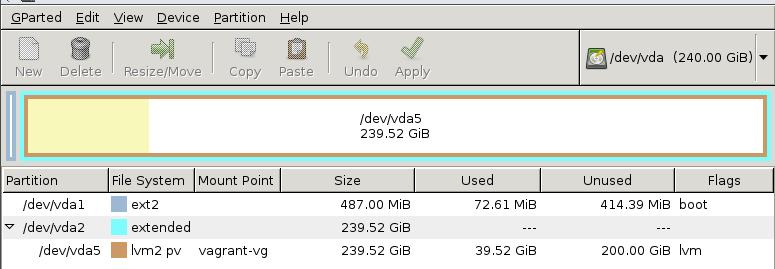 GParted Edit View Device Partition Help
New Delete Resize/Move Copy Paste Undo Apply /dev/vda (240.00 GiB)
/dev/vda5
239.52 GiB
Partition File System Mount Point Size Used Unused Flags
/dev/vda1 ext2 487.00 MiB 72.61 MiB 414.39 MiB boot
/dev/vda2 extended 239.52 GiB --- ---
/dev/vda5 lvm2 pv vagrant-vg 239.52 GiB 39.52 GiB 200.00 GiB lvm